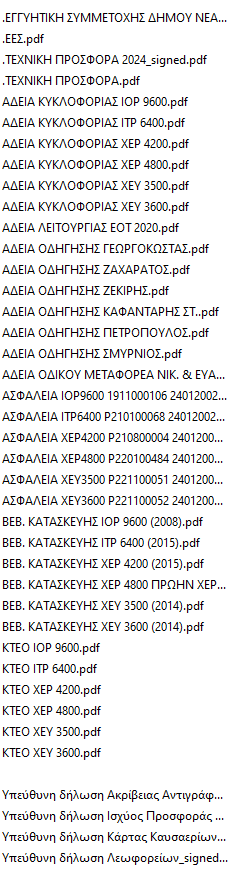 .ΕΓΓΥΗΤΙΚΗ ΣΥΜΜΕΤΟΧΗΣ ΔΗΜΟΥ ΝΕΑ...
.ΕΕΣ.pdf
.ΤΕΧΝΙΚΗ ΠΡΟΣΦΟΡΑ 2024_signed.pdf
.ΤΕΧΝΙΚΗ ΠΡΟΣΦΟΡΑ.pdf
ΑΔΕΙΑ ΚΥΚΛΟΦΟΡΙΑΣ ΙΟΡ 9600.pdf
ΑΔΕΙΑ ΚΥΚΛΟΦΟΡΙΑΣ ΙΤΡ 6400.pdf
ΑΔΕΙΑ ΚΥΚΛΟΦΟΡΙΑΣ ΧΕΡ 4200.pdf
ΑΔΕΙΑ ΚΥΚΛΟΦΟΡΙΑΣ ΧΕΡ 4800.pdf
ΑΔΕΙΑ ΚΥΚΛΟΦΟΡΙΑΣ ΧΕΥ 3500.pdf
ΑΔΕΙΑ ΚΥΚΛΟΦΟΡΙΑΣ ΧΕΥ 3600.pdf
ΑΔΕΙΑ ΛΕΙΤΟΥΡΓΙΑΣ ΕΟΤ 2020.pdf
ΑΔΕΙΑ ΟΔΗΓΗΣΗΣ ΓΕΩΡΓΟΚΩΣΤΑΣ.pdf
ΑΔΕΙΑ ΟΔΗΓΗΣΗΣ ΖΑΧΑΡΑΤΟΣ.pdf
ΑΔΕΙΑ ΟΔΗΓΗΣΗΣ ΖΕΚΙΡΗΣ.pdf
ΑΔΕΙΑ ΟΔΗΓΗΣΗΣ ΚΑΦΑΝΤΑΡΗΣ ΣΤ..pdf
ΑΔΕΙΑ ΟΔΗΓΗΣΗΣ ΠΕΤΡΟΠΟΥΛΟΣ.pdf
ΑΔΕΙΑ ΟΔΗΓΗΣΗΣ ΣΜΥΡΝΙΟΣ.pdf
ΑΔΕΙΑ ΟΔΙΚΟΥ ΜΕΤΑΦΟΡΕΑ ΝΙΚ. & ΕΥΑ...
ΑΣΦΑΛΕΙΑ ΙΟΡ9600 1911000106 24012002...
ΑΣΦΑΛΕΙΑ ΙΤΡ6400 P210100068 24012002...
ΑΣΦΑΛΕΙΑ ΧΕΡ4200 P210800004 2401200...
ΑΣΦΑΛΕΙΑ ΧΕΡ4800 P220100484 2401200...
ΑΣΦΑΛΕΙΑ ΧΕΥ3500 P221100051 2401200...
ΑΣΦΑΛΕΙΑ ΧΕΥ3600 P221100052 2401200...
ΒΕΒ. ΚΑΤΑΣΚΕΥΗΣ ΙΟΡ 9600 (2008).pdf
ΒΕΒ. ΚΑΤΑΣΚΕΥΗΣ ΙΤΡ 6400 (2015).pdf
ΒΕΒ. ΚΑΤΑΣΚΕΥΗΣ ΧΕΡ 4200 (2015).pdf
ΒΕΒ. ΚΑΤΑΣΚΕΥΗΣ ΧΕΡ 4800 ΠΡΩΗΝ ΧΕΡ...
ΒΕΒ. ΚΑΤΑΣΚΕΥΗΣ ΧΕΥ 3500 (2014).pdf
ΒΕΒ. ΚΑΤΑΣΚΕΥΗΣ ΧΕΥ 3600 (2014).pdf
ΚΤΕΟ ΙΟΡ 9600.pdf
ΚΤΕΟ ΙΤΡ 6400.pdf
ΚΤΕΟ ΧΕΡ 4200.pdf
ΚΤΕΟ ΧΕΡ 4800.pdf
ΚΤΕΟ ΧΕΥ 3500.pdf
ΚΤΕΟ ΧΕΥ 3600.pdf
Υπεύθυνη δήλωση Ακρίβειας Αντιγράφ...
Υπεύθυνη δήλωση Ισχύος Προσφοράς ...
Υπεύθυνη δήλωση Κάρτας Καυσαερίων...
Υπεύθυνη δήλωση Λεωφορείων_signed...